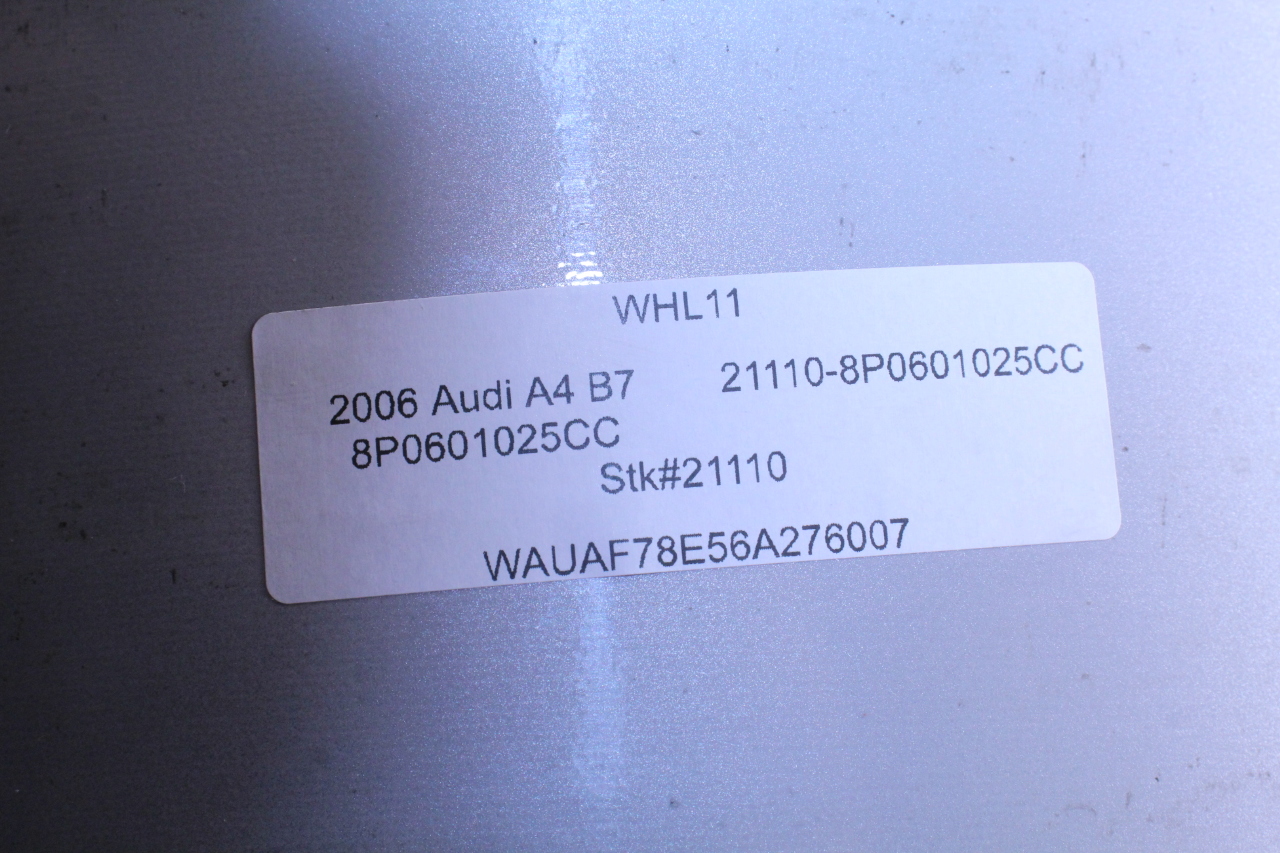 WHL11
2006 Audi A4 B7 21110-8P0601025CC
8P0601025CC
Stk#21110
WAUAF78E56A276007